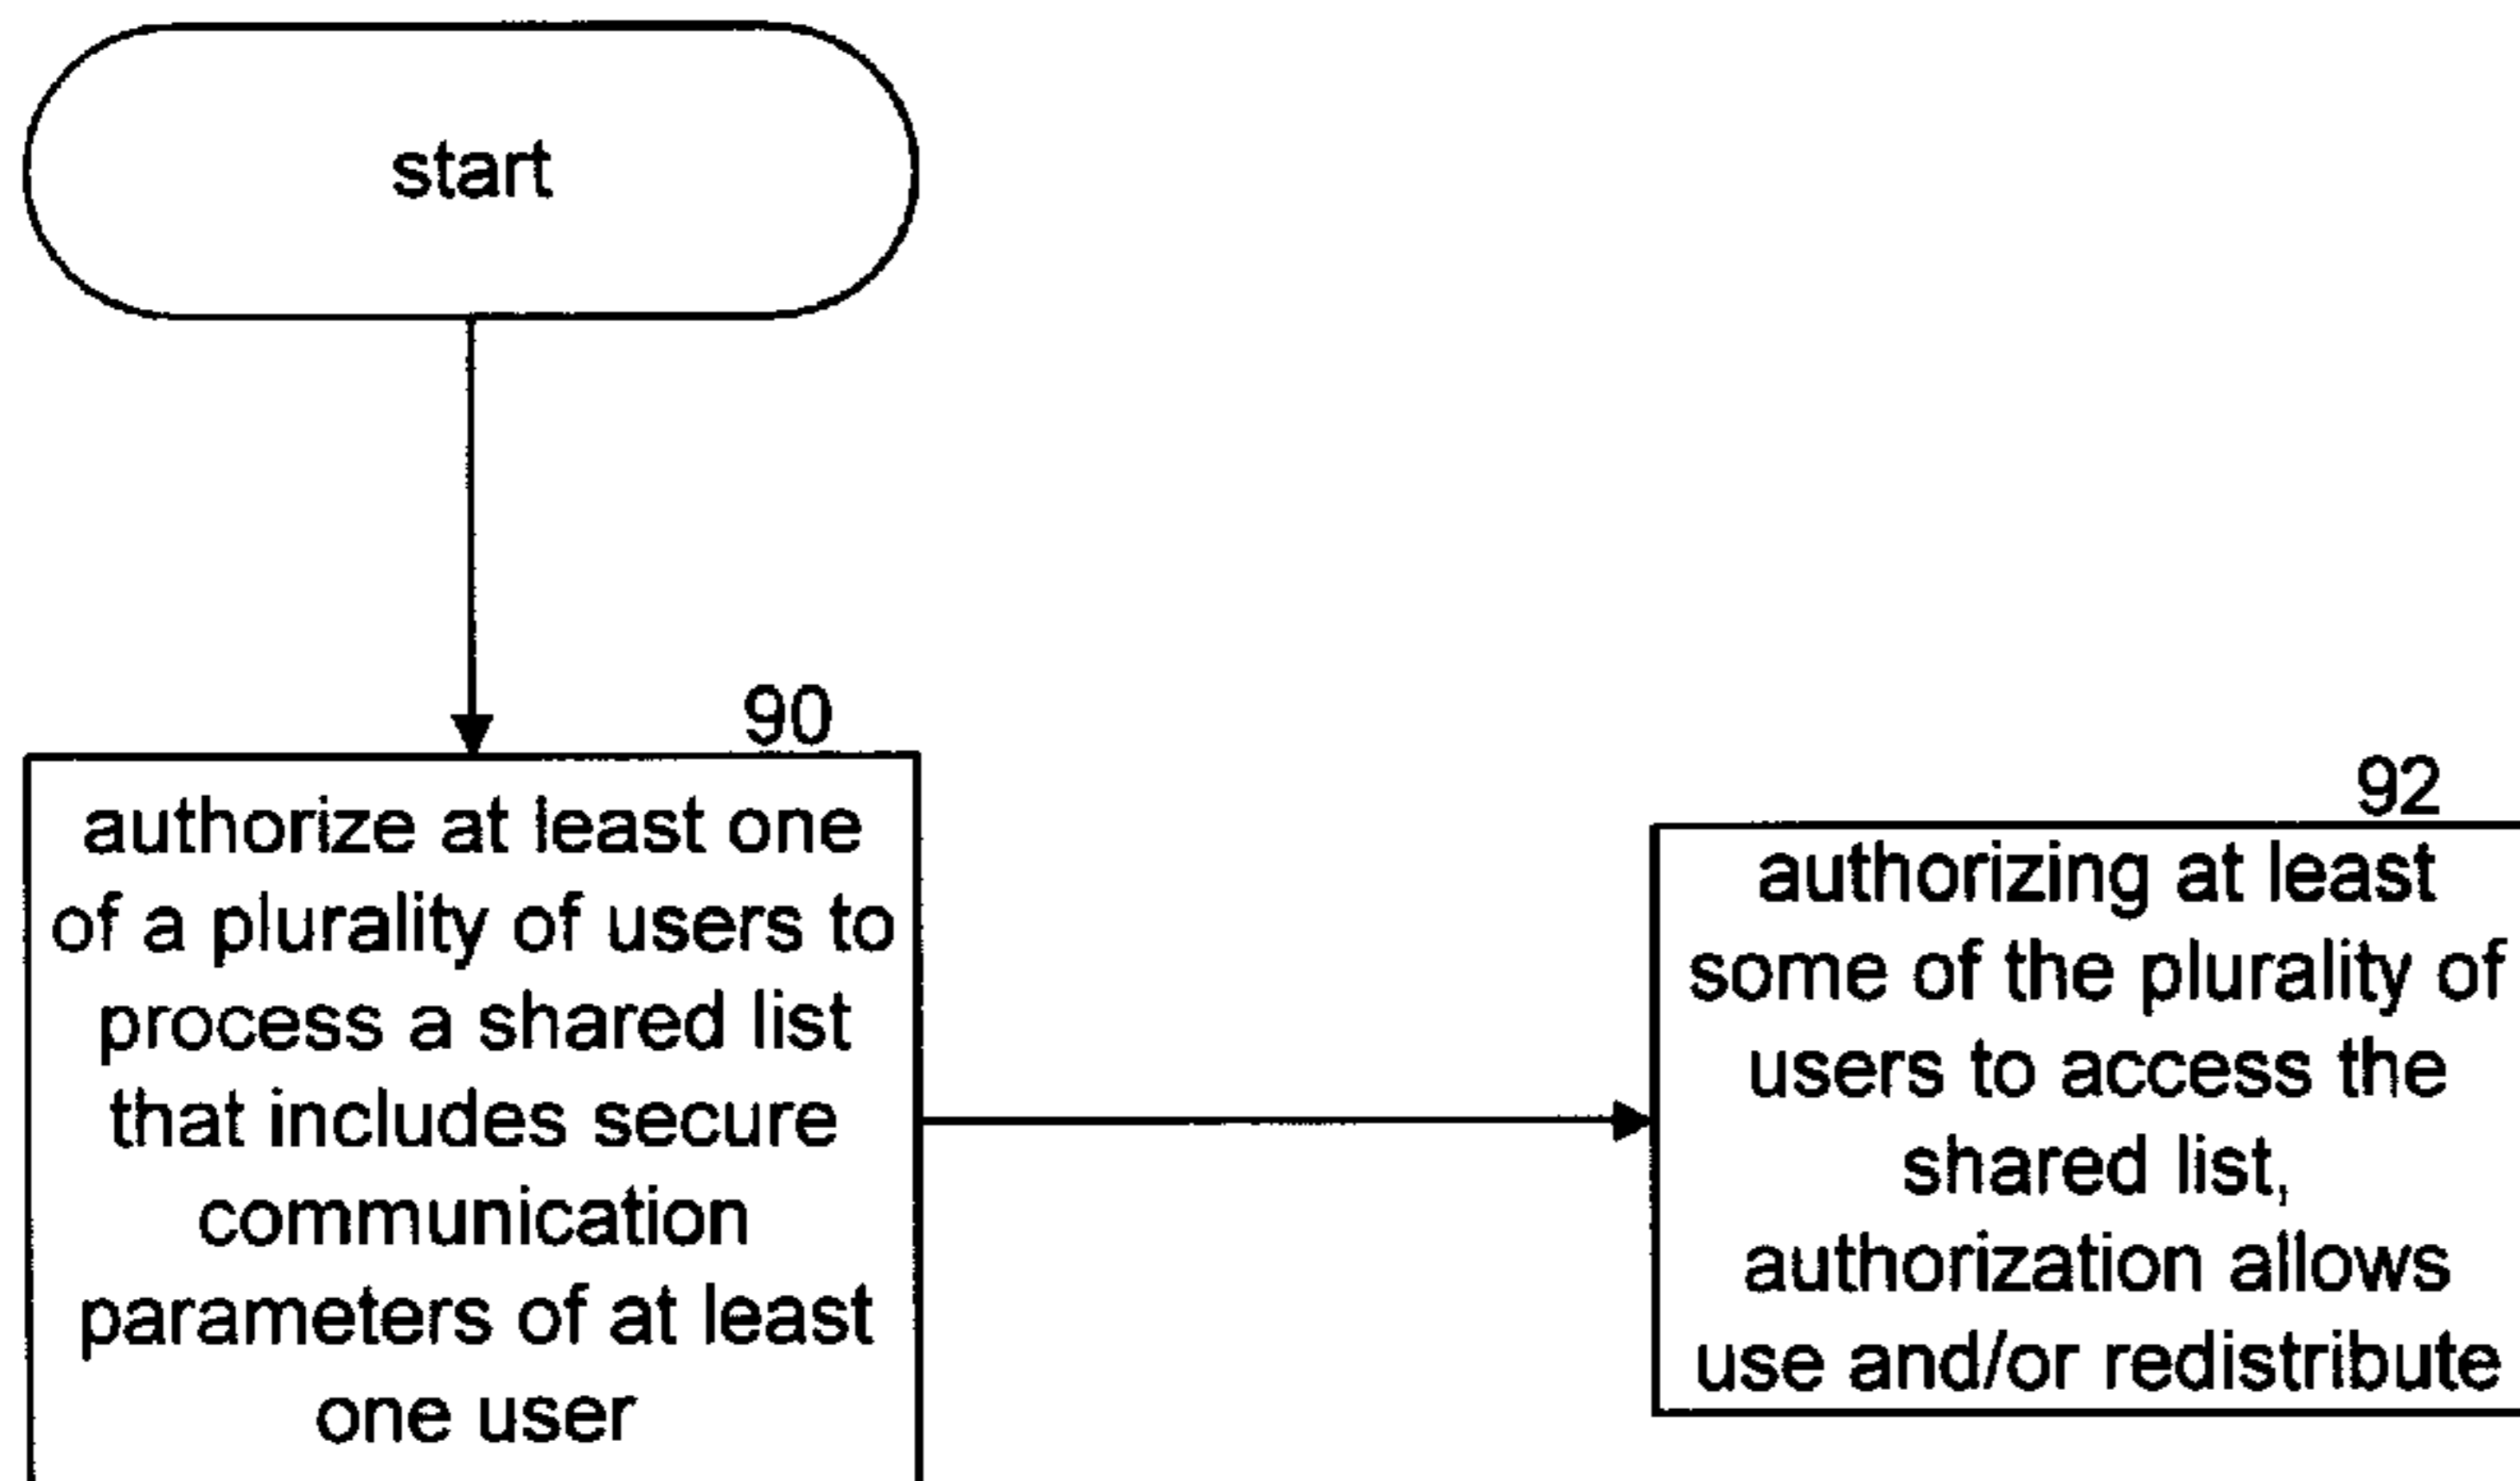 start
90
authorize at least one
of a plurality of users to
process a shared list
that includes secure
communication
parameters of at least
one user
92
authorizing at least
some of the plurality of
users to access the
shared list,
authorization allows
use and/or redistribute